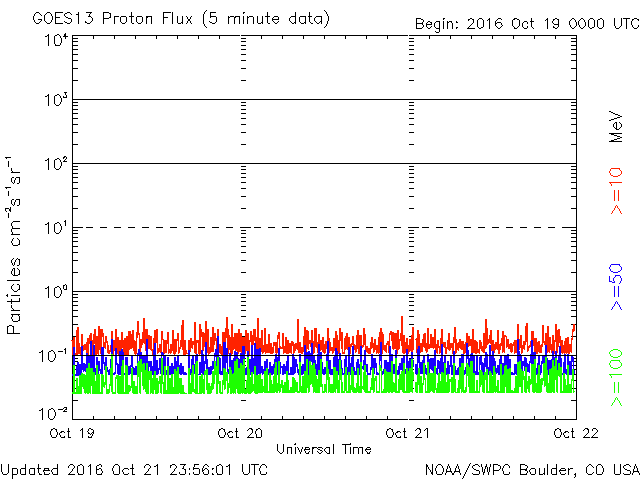 GOES13 Proton Flux (5 minute data)
Begin: 2016 Oct 19 0000 UTC
10⁴
10³
10²
10¹
10⁰
10⁻¹
10⁻²
Particles cm⁻²s⁻¹sr⁻¹
MeV
>=10
>=50
>=100
Oct 19
Oct 20
Oct 21
Oct 22
Universal Time
Updated 2016 Oct 21 23:56:01 UTC
NOAA/SWPC Boulder, CO USA